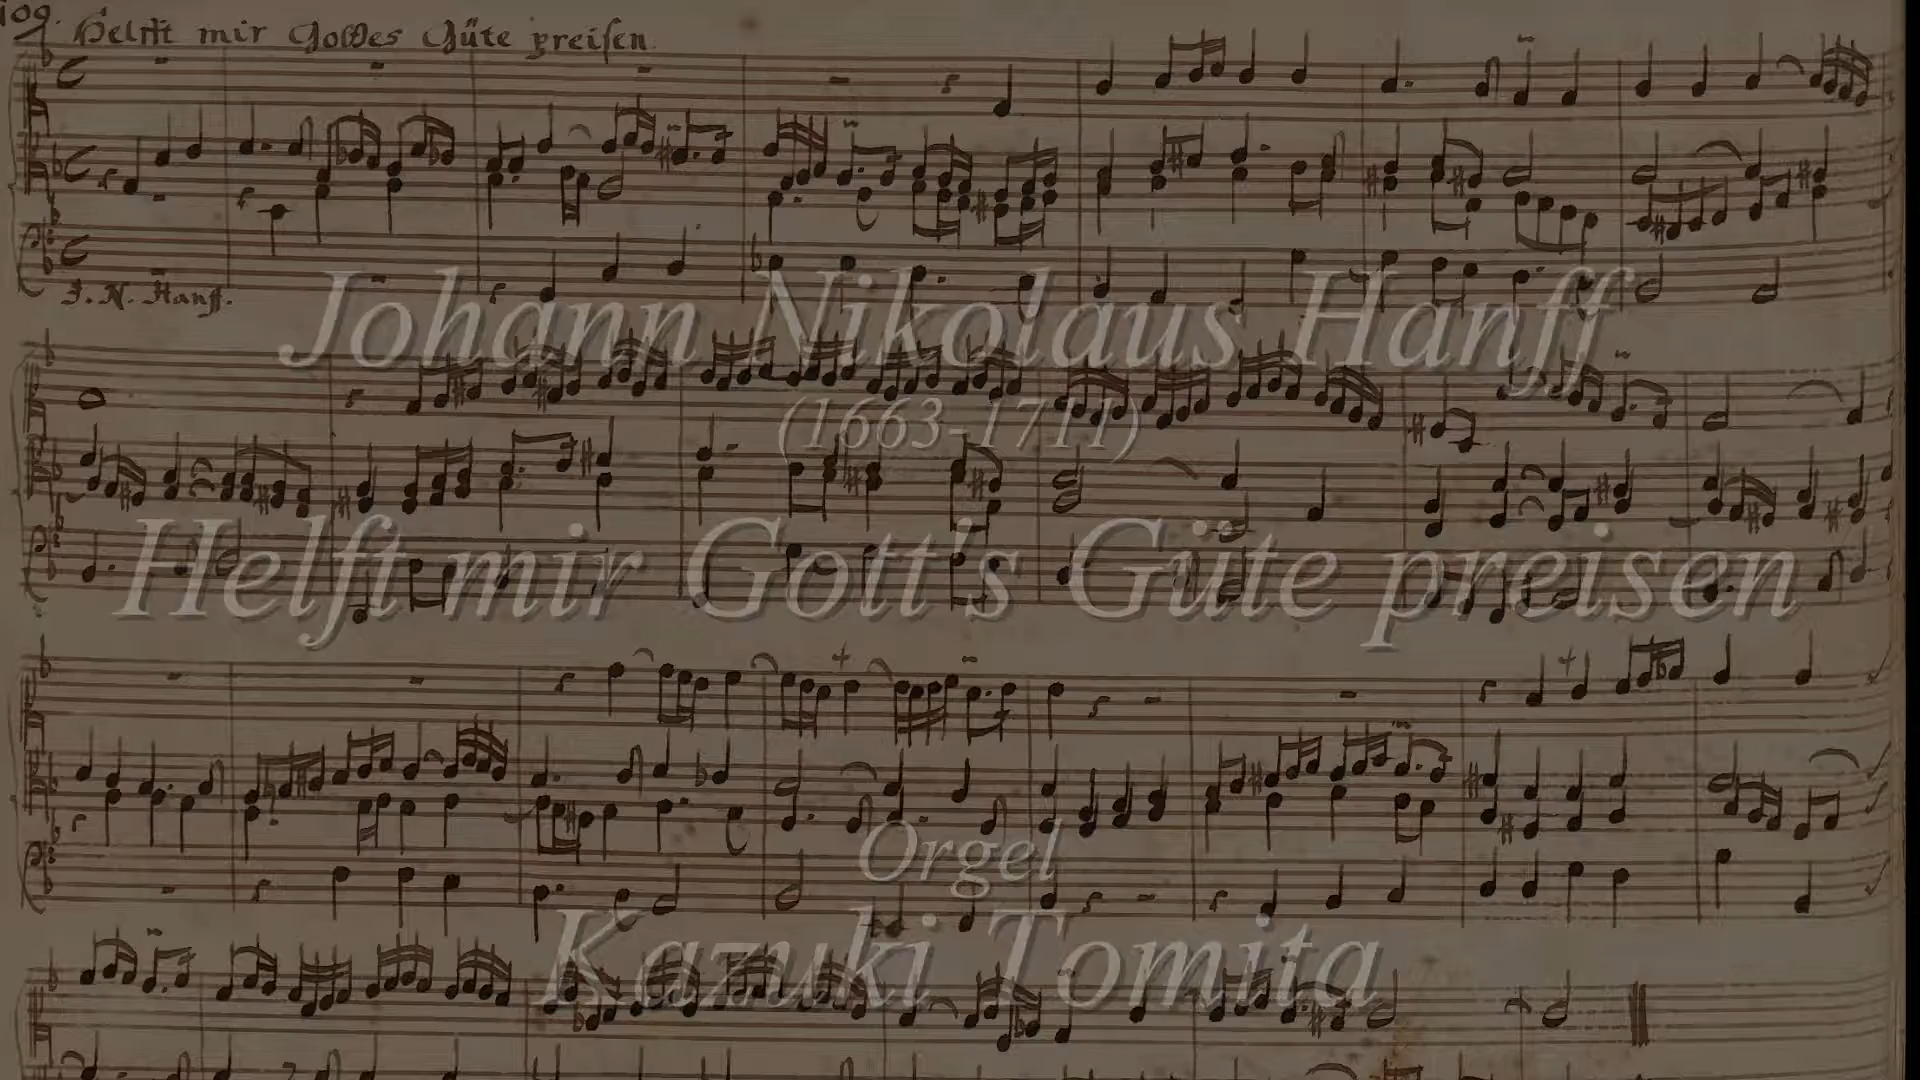 109.
Helfft mir Gottes Güte preisen.
J. N. Hanff.
Johann Nikolaus Hanff
(1663-1711)
Helft mir Gott's Güte preisen
Orgel
Kazuki Tomita